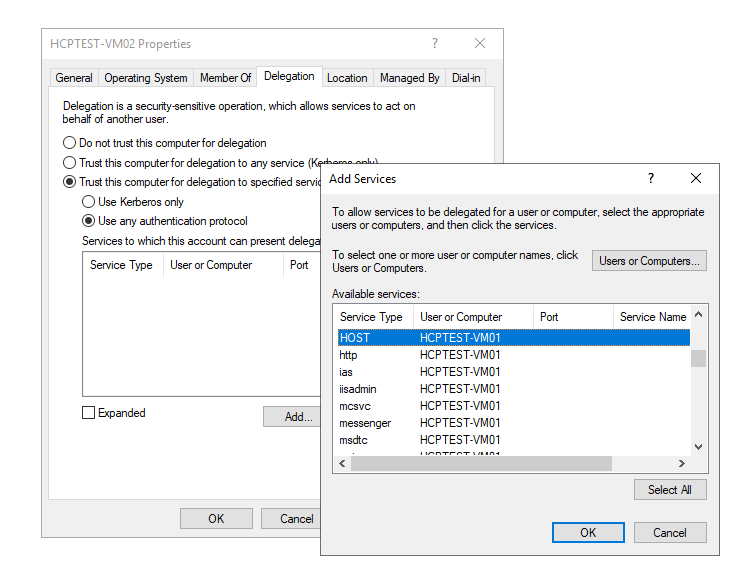 HCPTEST-VM02 Properties
General Operating System Member Of Delegation Location Managed By Dial-in
Delegation is a security-sensitive operation, which allows services to act on
behalf of another user.
Do not trust this computer for delegation
Trust this computer for delegation to any service (Kerberos only)
Trust this computer for delegation to specified servic
Use Kerberos only
Use any authentication protocol
Services to which this account can present delega
Service Type User or Computer Port
Expanded
Add...
OK Cancel
Add Services
To allow services to be delegated for a user or computer, select the appropriate
users or computers, and then click the services.
To select one or more user or computer names, click
Users or Computers.
Users or Computers...
Available services:
Service Type User or Computer Port Service Name
HOST HCPTEST-VM01
http HCPTEST-VM01
ias HCPTEST-VM01
iisadmin HCPTEST-VM01
mcsvc HCPTEST-VM01
messenger HCPTEST-VM01
msdtc HCPTEST-VM01
HCPTEST-VM01
Select All
OK Cancel